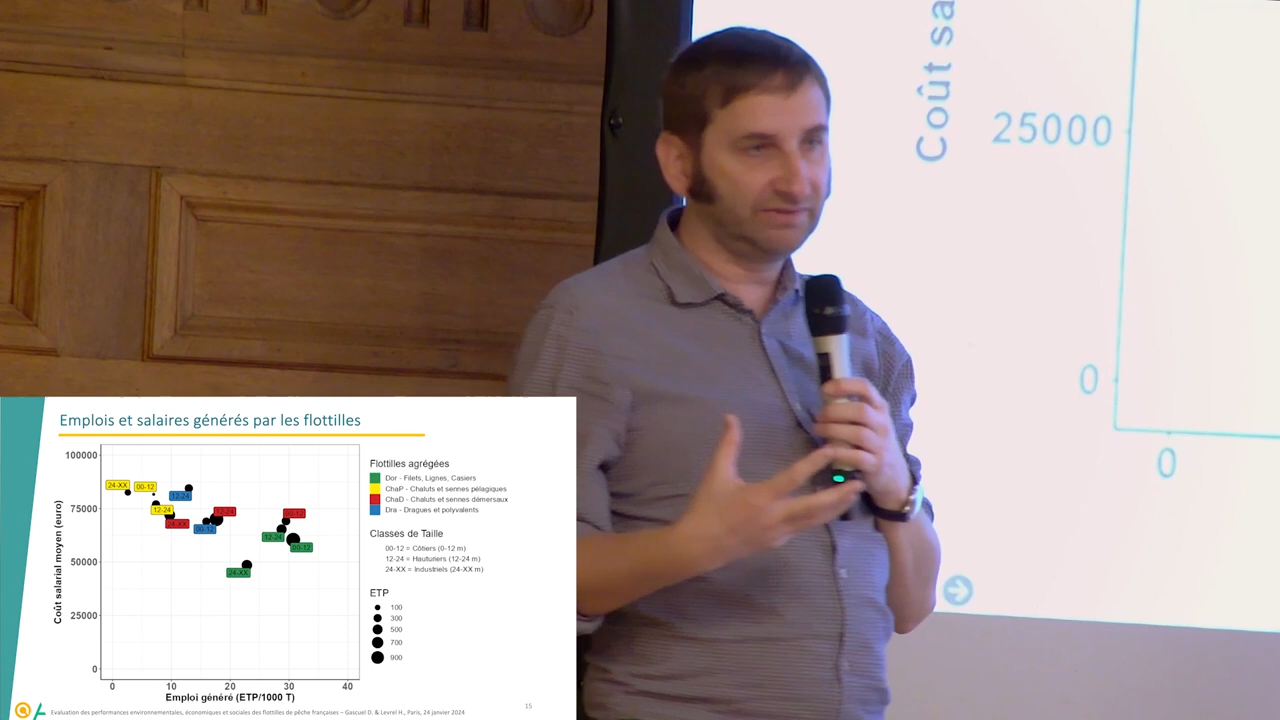 Coût sa
25000
0
0
Emplois et salaires générés par les flottilles
100000
75000
50000
25000
0
Coût salarial moyen (euro)
24-XX
00-12
12-24
12-24
24-XX
24-XX
00-12
00-12
12-24
00-12
24-XX
0
10
20
30
40
Emploi généré (ETP/1000 T)
Flottilles agrégées
Dor - Filets, Lignes, Casiers
ChaP - Chaluts et sennes pélagiques
ChaD - Chaluts et sennes démersaux
Dra - Dragues et polyvalents
Classes de Taille
00-12 = Côtiers (0-12 m)
12-24 = Hauturiers (12-24 m)
24-XX = Industriels (24-XX m)
ETP
100
300
500
700
900
Evaluation des performances environnementales, économiques et sociales des flottilles de pêche françaises – Gascuel D. & Levrel H., Paris, 24 janvier 2024
15